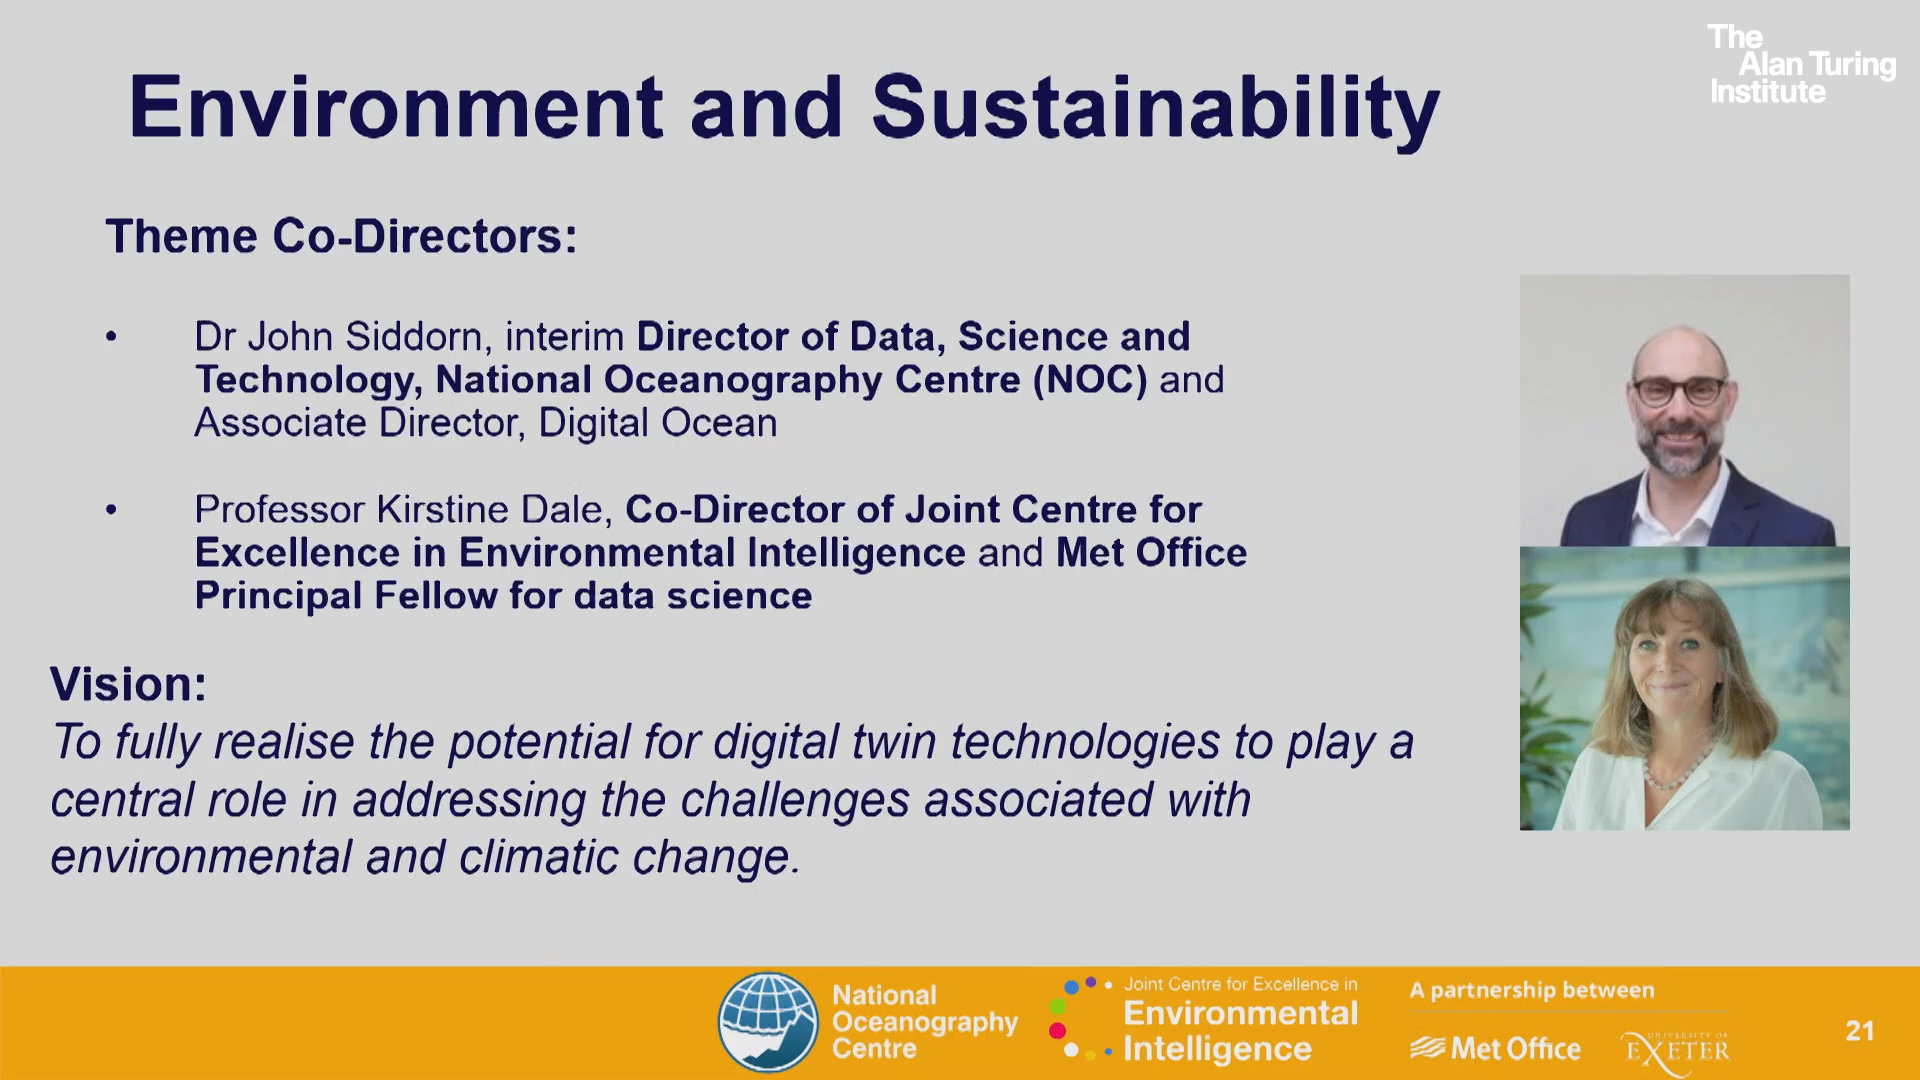 The
Alan Turing
Institute
Environment and Sustainability
Theme Co-Directors:
• Dr John Siddorn, interim Director of Data, Science and
Technology, National Oceanography Centre (NOC) and
Associate Director, Digital Ocean
• Professor Kirstine Dale, Co-Director of Joint Centre for
Excellence in Environmental Intelligence and Met Office
Principal Fellow for data science
Vision:
To fully realise the potential for digital twin technologies to play a
central role in addressing the challenges associated with
environmental and climatic change.
National
Oceanography
Centre
Joint Centre for Excellence in
Environmental
Intelligence
A partnership between
Met Office
UNIVERSITY OF
EXETER
21